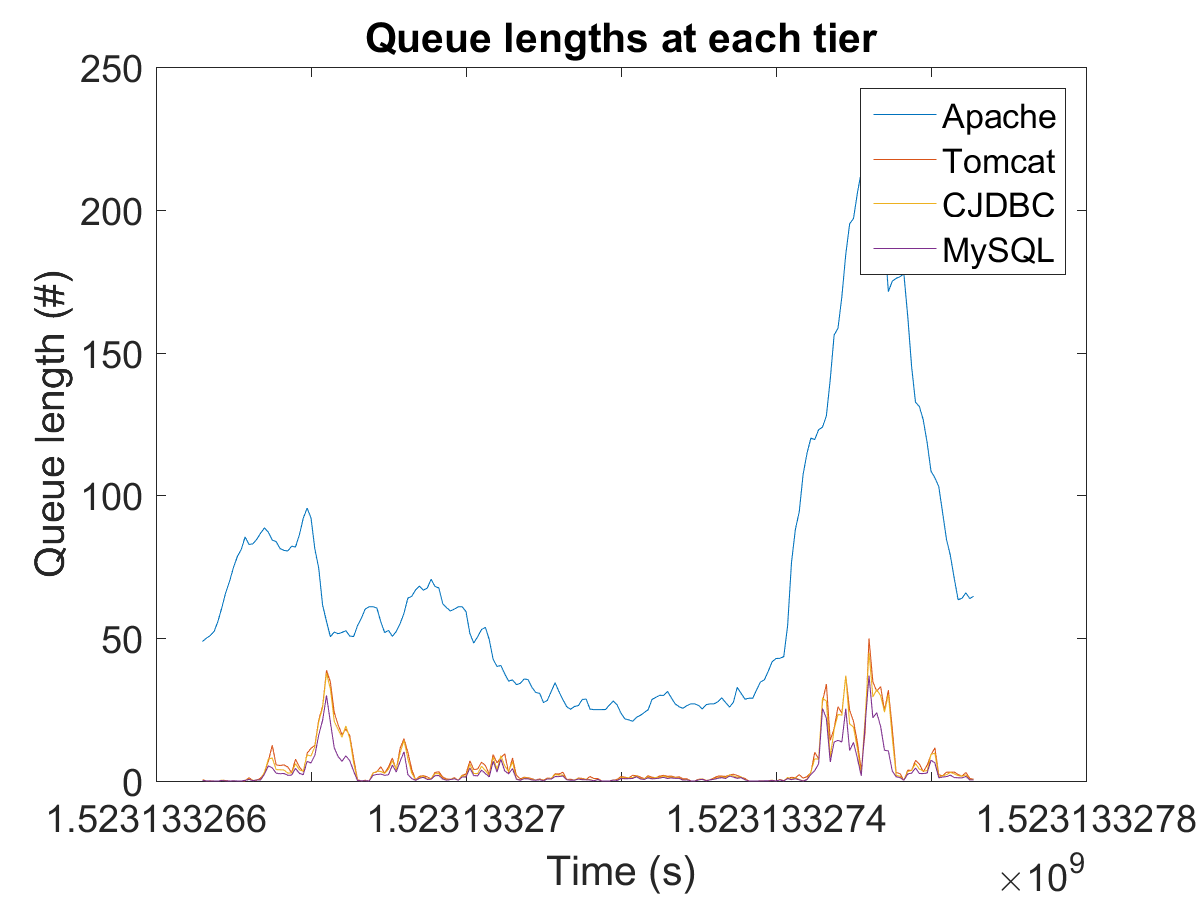 Queue lengths at each tier
250
200
150
100
50
0
Queue length (#)
Apache
Tomcat
CJDBC
MySQL
1.523133266 1.52313327 1.523133274 1.523133278
Time (s)
×10^9